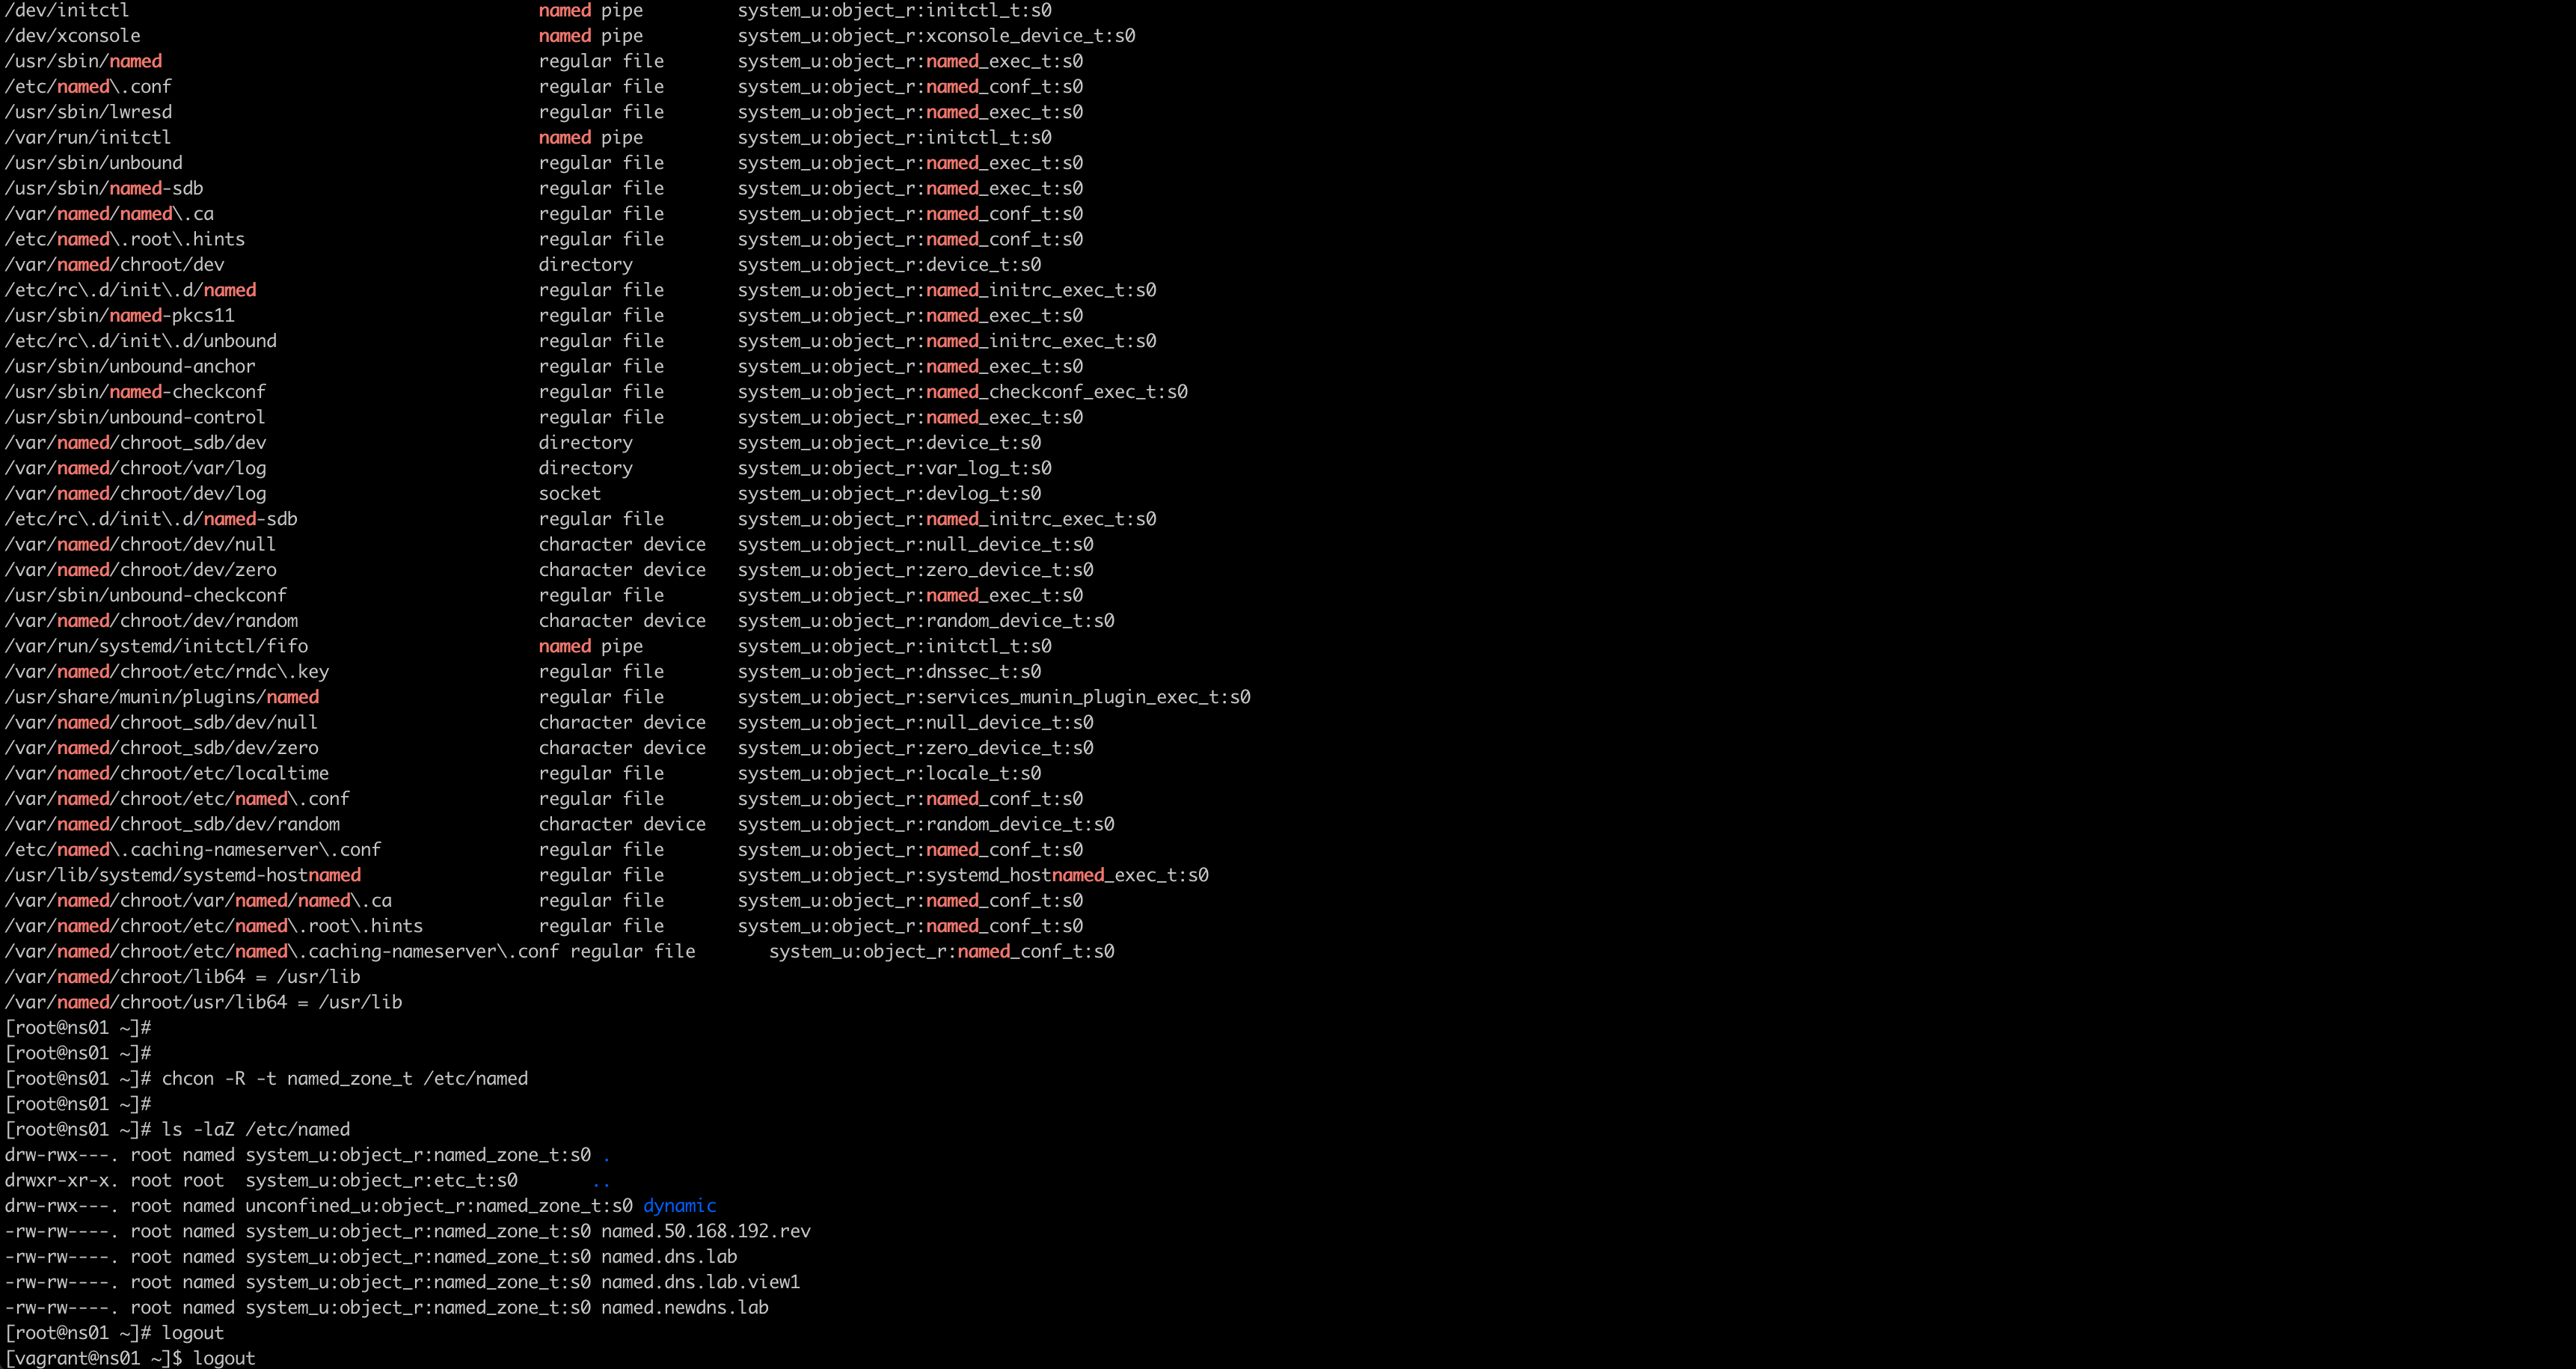 /dev/initctl                                       named pipe         system_u:object_r:initctl_t:s0
/dev/xconsole                                      named pipe         system_u:object_r:xconsole_device_t:s0
/usr/sbin/named                                    regular file       system_u:object_r:named_exec_t:s0
/etc/named\.conf                                   regular file       system_u:object_r:named_conf_t:s0
/usr/sbin/lwresd                                   regular file       system_u:object_r:named_exec_t:s0
/var/run/initctl                                   named pipe         system_u:object_r:initctl_t:s0
/usr/sbin/unbound                                  regular file       system_u:object_r:named_exec_t:s0
/usr/sbin/named-sdb                                regular file       system_u:object_r:named_exec_t:s0
/var/named/named\.ca                               regular file       system_u:object_r:named_conf_t:s0
/etc/named\.root\.hints                            regular file       system_u:object_r:named_conf_t:s0
/var/named/chroot/dev                              directory          system_u:object_r:device_t:s0
/etc/rc\.d/init\.d/named                           regular file       system_u:object_r:named_initrc_exec_t:s0
/usr/sbin/named-pkcs11                             regular file       system_u:object_r:named_exec_t:s0
/etc/rc\.d/init\.d/unbound                         regular file       system_u:object_r:named_initrc_exec_t:s0
/usr/sbin/unbound-anchor                           regular file       system_u:object_r:named_exec_t:s0
/usr/sbin/named-checkconf                          regular file       system_u:object_r:named_checkconf_exec_t:s0
/usr/sbin/unbound-control                          regular file       system_u:object_r:named_exec_t:s0
/var/named/chroot_sdb/dev                          directory          system_u:object_r:device_t:s0
/var/named/chroot/var/log                          directory          system_u:object_r:var_log_t:s0
/var/named/chroot/dev/log                          socket             system_u:object_r:devlog_t:s0
/etc/rc\.d/init\.d/named-sdb                       regular file       system_u:object_r:named_initrc_exec_t:s0
/var/named/chroot/dev/null                         character device   system_u:object_r:null_device_t:s0
/var/named/chroot/dev/zero                         character device   system_u:object_r:zero_device_t:s0
/usr/sbin/unbound-checkconf                        regular file       system_u:object_r:named_exec_t:s0
/var/named/chroot/dev/random                       character device   system_u:object_r:random_device_t:s0
/var/run/systemd/initctl/fifo                      named pipe         system_u:object_r:initctl_t:s0
/var/named/chroot/etc/rndc\.key                    regular file       system_u:object_r:dnssec_t:s0
/usr/share/munin/plugins/named                     regular file       system_u:object_r:services_munin_plugin_exec_t:s0
/var/named/chroot_sdb/dev/null                     character device   system_u:object_r:null_device_t:s0
/var/named/chroot_sdb/dev/zero                     character device   system_u:object_r:zero_device_t:s0
/var/named/chroot/etc/localtime                    regular file       system_u:object_r:locale_t:s0
/var/named/chroot/etc/named\.conf                  regular file       system_u:object_r:named_conf_t:s0
/var/named/chroot_sdb/dev/random                   character device   system_u:object_r:random_device_t:s0
/etc/named\.caching-nameserver\.conf               regular file       system_u:object_r:named_conf_t:s0
/usr/lib/systemd/systemd-hostnamed                 regular file       system_u:object_r:systemd_hostnamed_exec_t:s0
/var/named/chroot/var/named/named\.ca              regular file       system_u:object_r:named_conf_t:s0
/var/named/chroot/etc/named\.root\.hints           regular file       system_u:object_r:named_conf_t:s0
/var/named/chroot/etc/named\.caching-nameserver\.conf regular file       system_u:object_r:named_conf_t:s0
/var/named/chroot/lib64 = /usr/lib
/var/named/chroot/usr/lib64 = /usr/lib
[root@ns01 ~]#
[root@ns01 ~]#
[root@ns01 ~]# chcon -R -t named_zone_t /etc/named
[root@ns01 ~]#
[root@ns01 ~]# ls -laZ /etc/named
drw-rwx---. root named system_u:object_r:named_zone_t:s0 .
drwxr-xr-x. root root  system_u:object_r:etc_t:s0       ..
drw-rwx---. root named unconfined_u:object_r:named_zone_t:s0 dynamic
-rw-rw----. root named system_u:object_r:named_zone_t:s0 named.50.168.192.rev
-rw-rw----. root named system_u:object_r:named_zone_t:s0 named.dns.lab
-rw-rw----. root named system_u:object_r:named_zone_t:s0 named.dns.lab.view1
-rw-rw----. root named system_u:object_r:named_zone_t:s0 named.newdns.lab
[root@ns01 ~]# logout
[vagrant@ns01 ~]$ logout